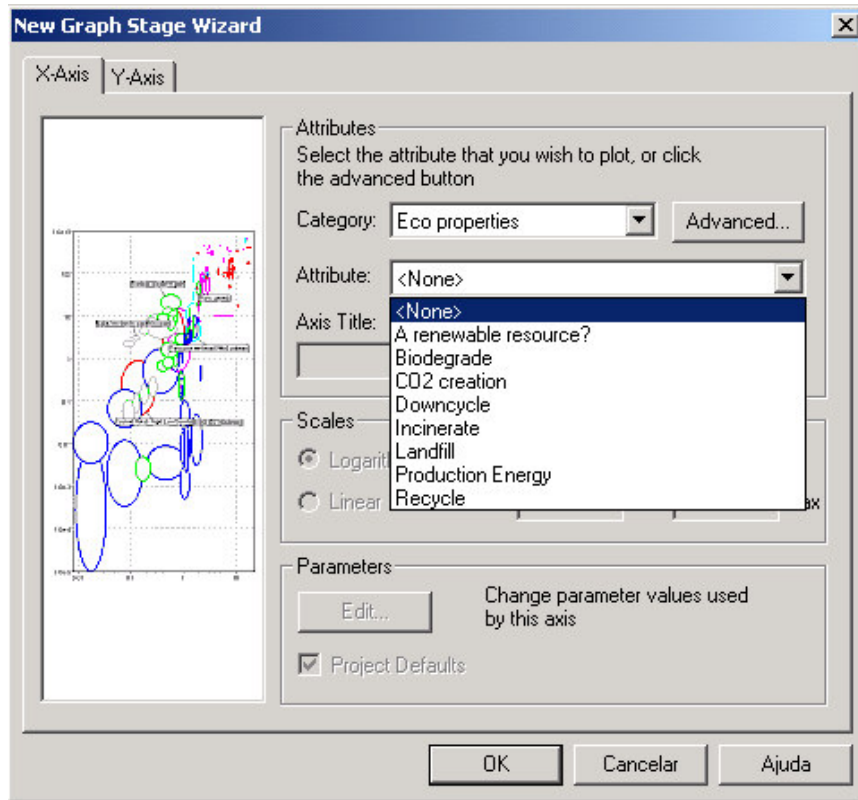 New Graph Stage Wizard
X-Axis
Y-Axis
Attributes
Select the attribute that you wish to plot, or click
the advanced button
Category:
Eco properties
Advanced...
Attribute:
<None>
<None>
A renewable resource?
Biodegrade
CO2 creation
Downcycle
Incinerate
Landfill
Production Energy
Recycle
Axis Title:
Scales
Logarit
Linear
ax
Parameters
Edit...
Change parameter values used
by this axis
Project Defaults
OK
Cancelar
Ajuda